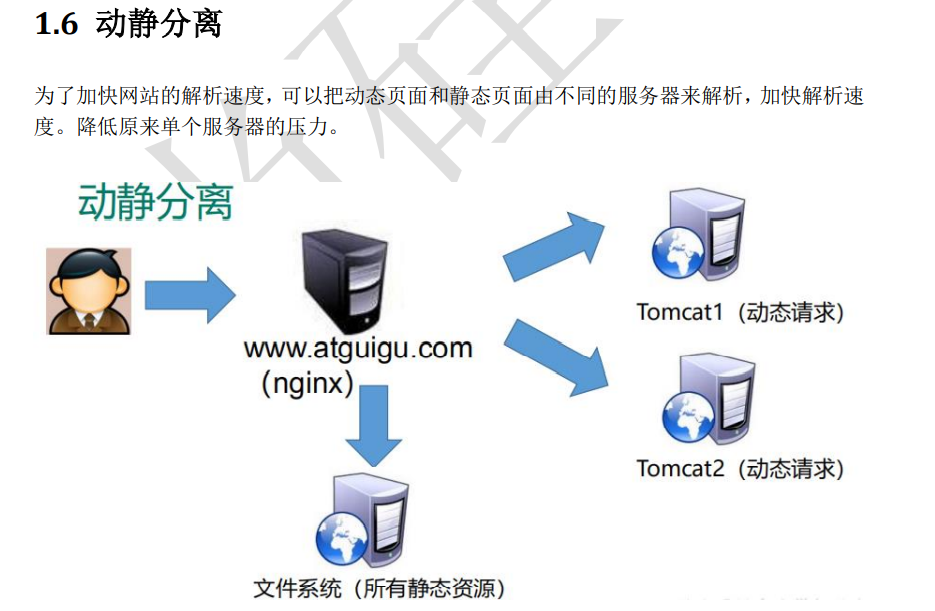 1.6 动静分离
为了加快网站的解析速度，可以把动态页面和静态页面由不同的服务器来解析，加快解析速
度。降低原来单个服务器的压力。
动静分离
Tomcat1（动态请求）
www.atguigu.com
（nginx）
Tomcat2（动态请求）
文件系统（所有静态资源）